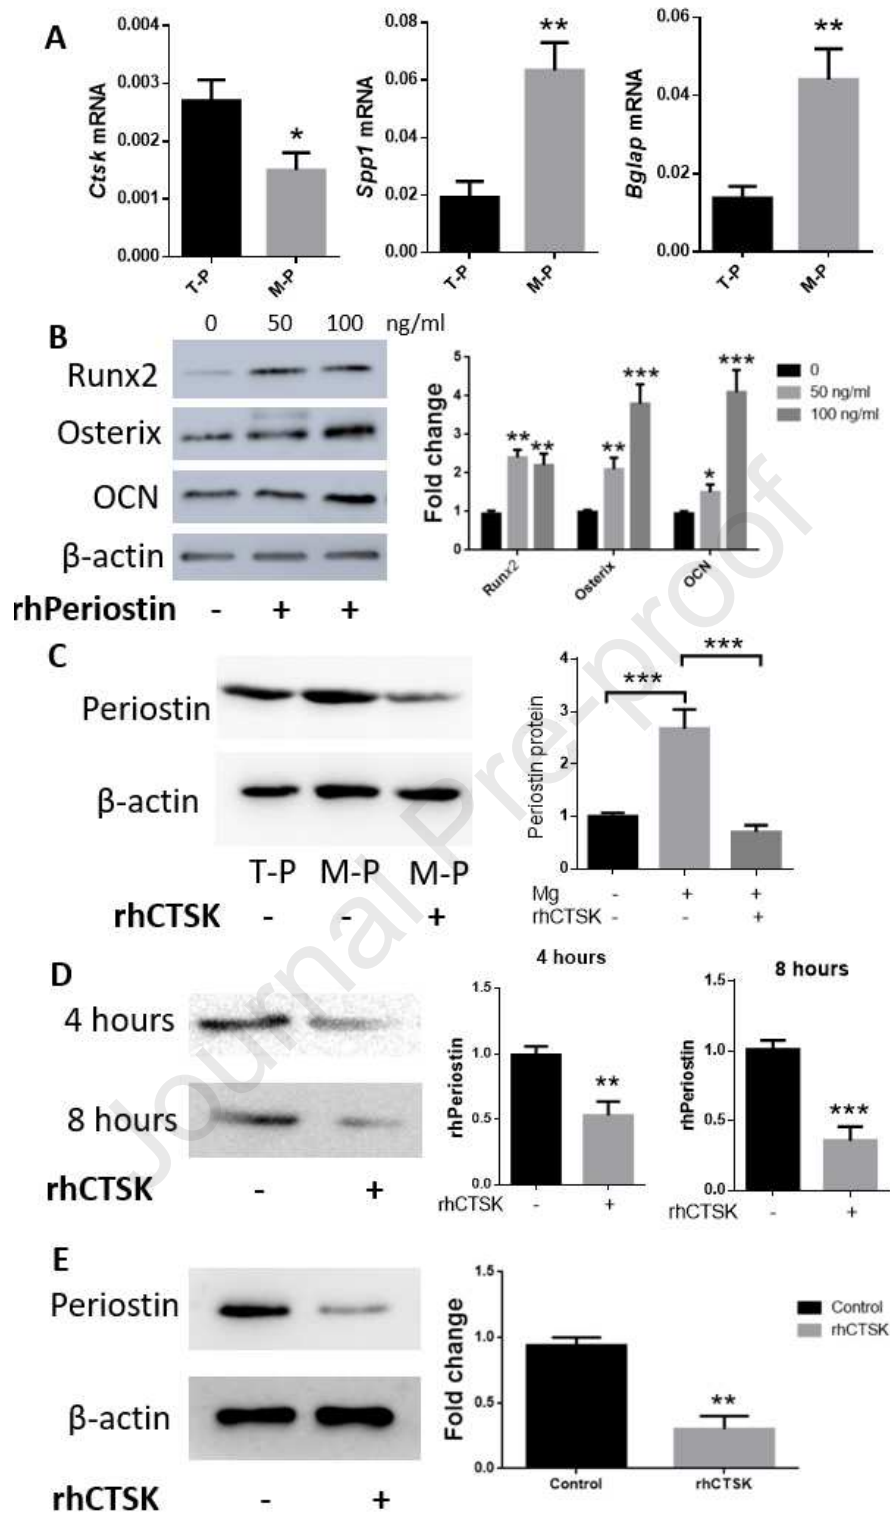 A
Ctsk mRNA
0.004
0.003
0.002
0.001
0.000
*
T-P
M-P
Spp1 mRNA
0.08
0.06
0.04
0.02
0.00
**
T-P
M-P
Bglap mRNA
0.06
0.04
0.02
0.00
**
T-P
M-P
B
0 50 100 ng/ml
Runx2
Osterix
OCN
β-actin
rhPeriostin - + +
Fold change
5
4
3
2
1
0
** **
** ***
* ***
Runx2
Osterix
OCN
0
50 ng/ml
100 ng/ml
C
Periostin
β-actin
T-P M-P M-P
rhCTSK - - +
Periostin protein
4
3
2
1
0
***
***
Mg - + +
rhCTSK - - +
D
4 hours
8 hours
rhCTSK - +
4 hours
rhPeriostin
1.5
1.0
0.5
0.0
**
rhCTSK - +
8 hours
rhPeriostin
1.5
1.0
0.5
0.0
***
rhCTSK - +
E
Periostin
β-actin
rhCTSK - +
Fold change
1.5
1.0
0.5
0.0
**
Control
rhCTSK
Control
rhCTSK
Journal Pre-proof